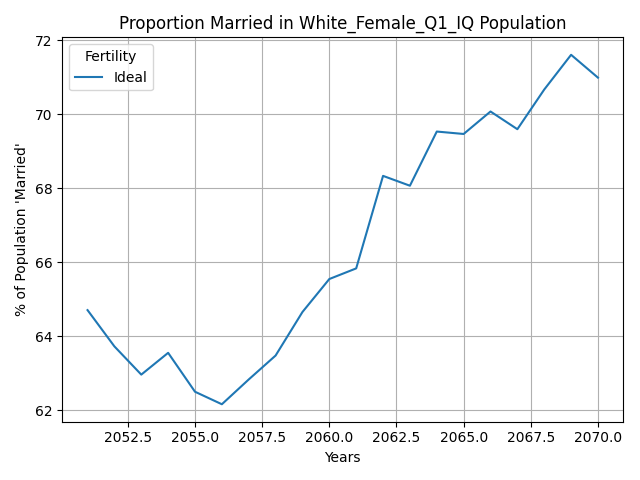 Proportion Married in White_Female_Q1_IQ Population
72
70
68
66
64
62
% of Population 'Married'
Fertility
Ideal
2052.5 2055.0 2057.5 2060.0 2062.5 2065.0 2067.5 2070.0
Years